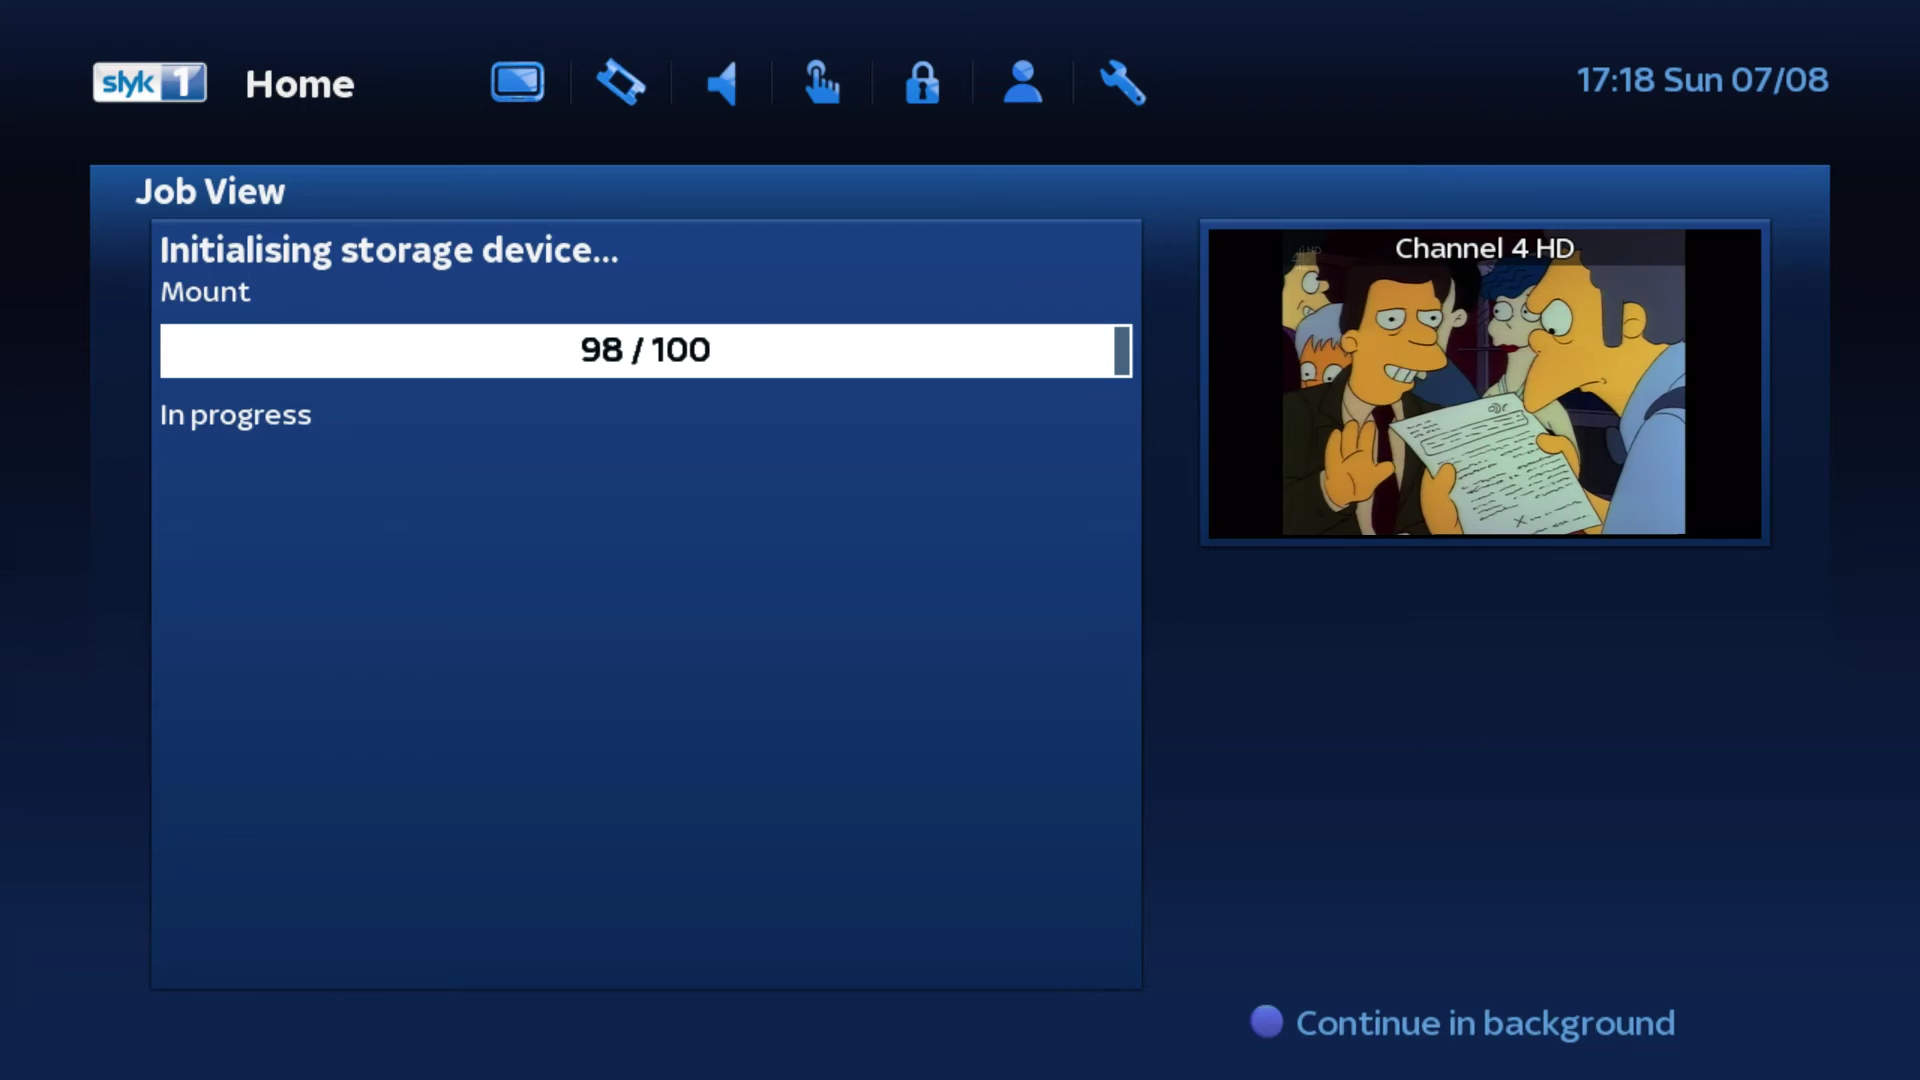 slyk 1
Home
17:18 Sun 07/08
Job View
Initialising storage device...
Mount
98 / 100
In progress
Channel 4 HD
Continue in background